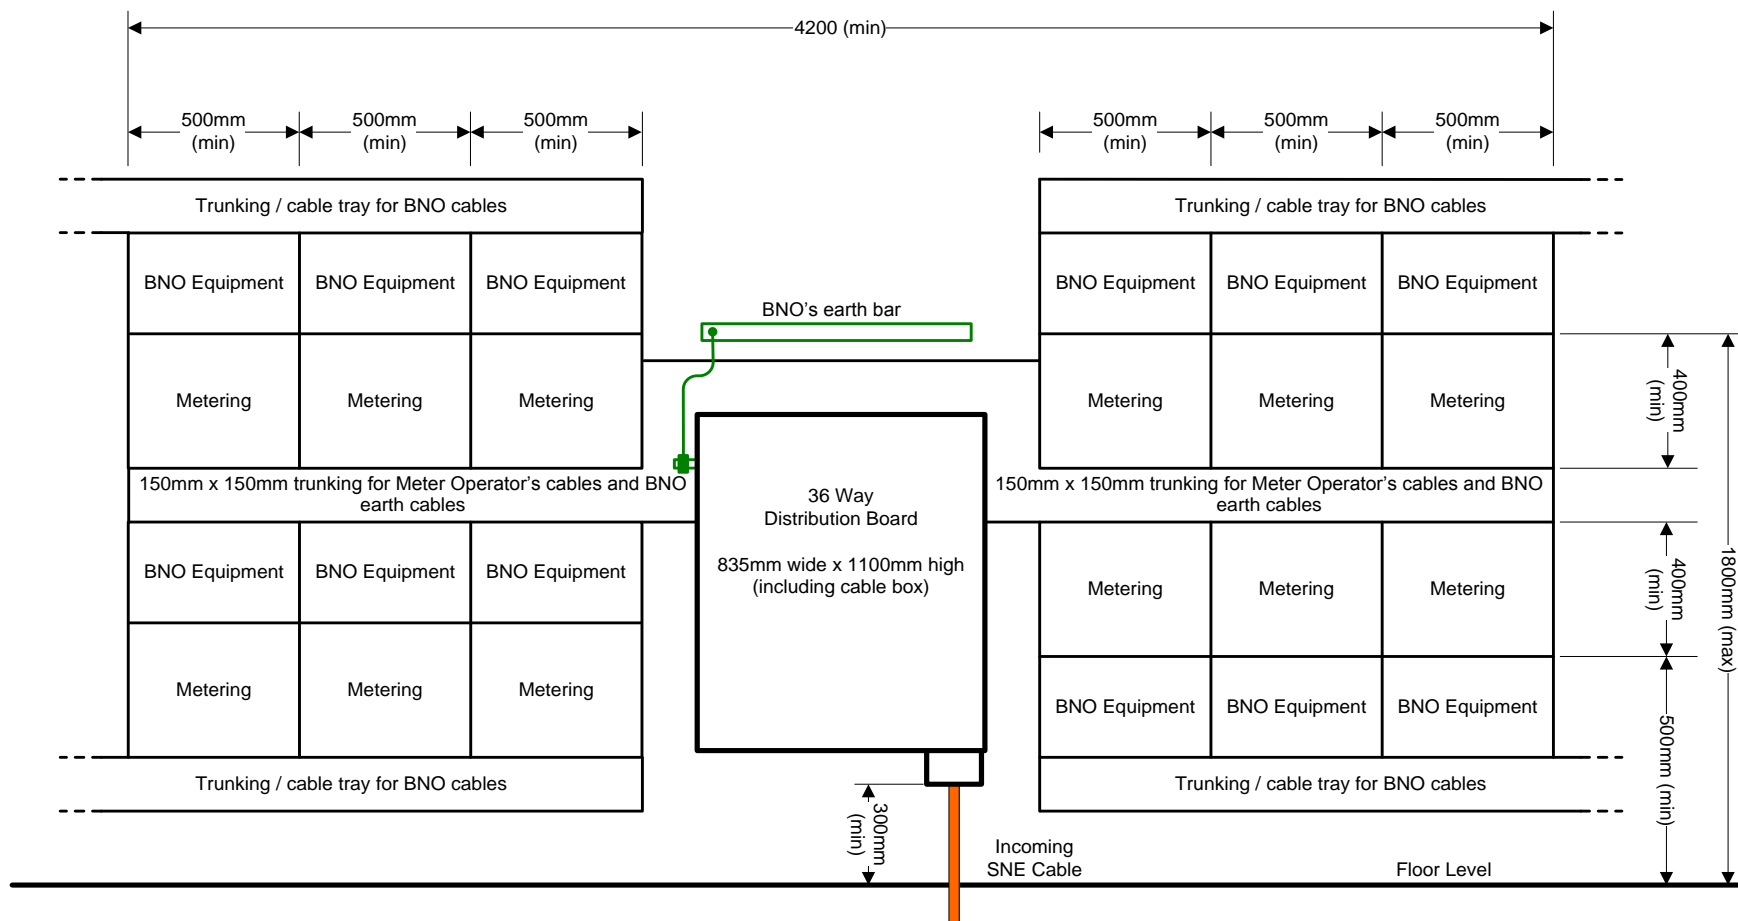 4200 (min)
500mm
(min)
500mm
(min)
500mm
(min)
500mm
(min)
500mm
(min)
500mm
(min)
Trunking / cable tray for BNO cables
Trunking / cable tray for BNO cables
BNO Equipment
BNO Equipment
BNO Equipment
BNO Equipment
BNO Equipment
BNO Equipment
BNO's earth bar
Metering
Metering
Metering
Metering
Metering
Metering
400mm
(min)
150mm x 150mm trunking for Meter Operator's cables and BNO
earth cables
36 Way
Distribution Board
835mm wide x 1100mm high
(including cable box)
150mm x 150mm trunking for Meter Operator's cables and BNO
earth cables
BNO Equipment
BNO Equipment
BNO Equipment
Metering
Metering
Metering
400mm
(min)
1800mm (max)
Metering
Metering
Metering
BNO Equipment
BNO Equipment
BNO Equipment
500mm (min)
Trunking / cable tray for BNO cables
Trunking / cable tray for BNO cables
300mm
(min)
Incoming
SNE Cable
Floor Level